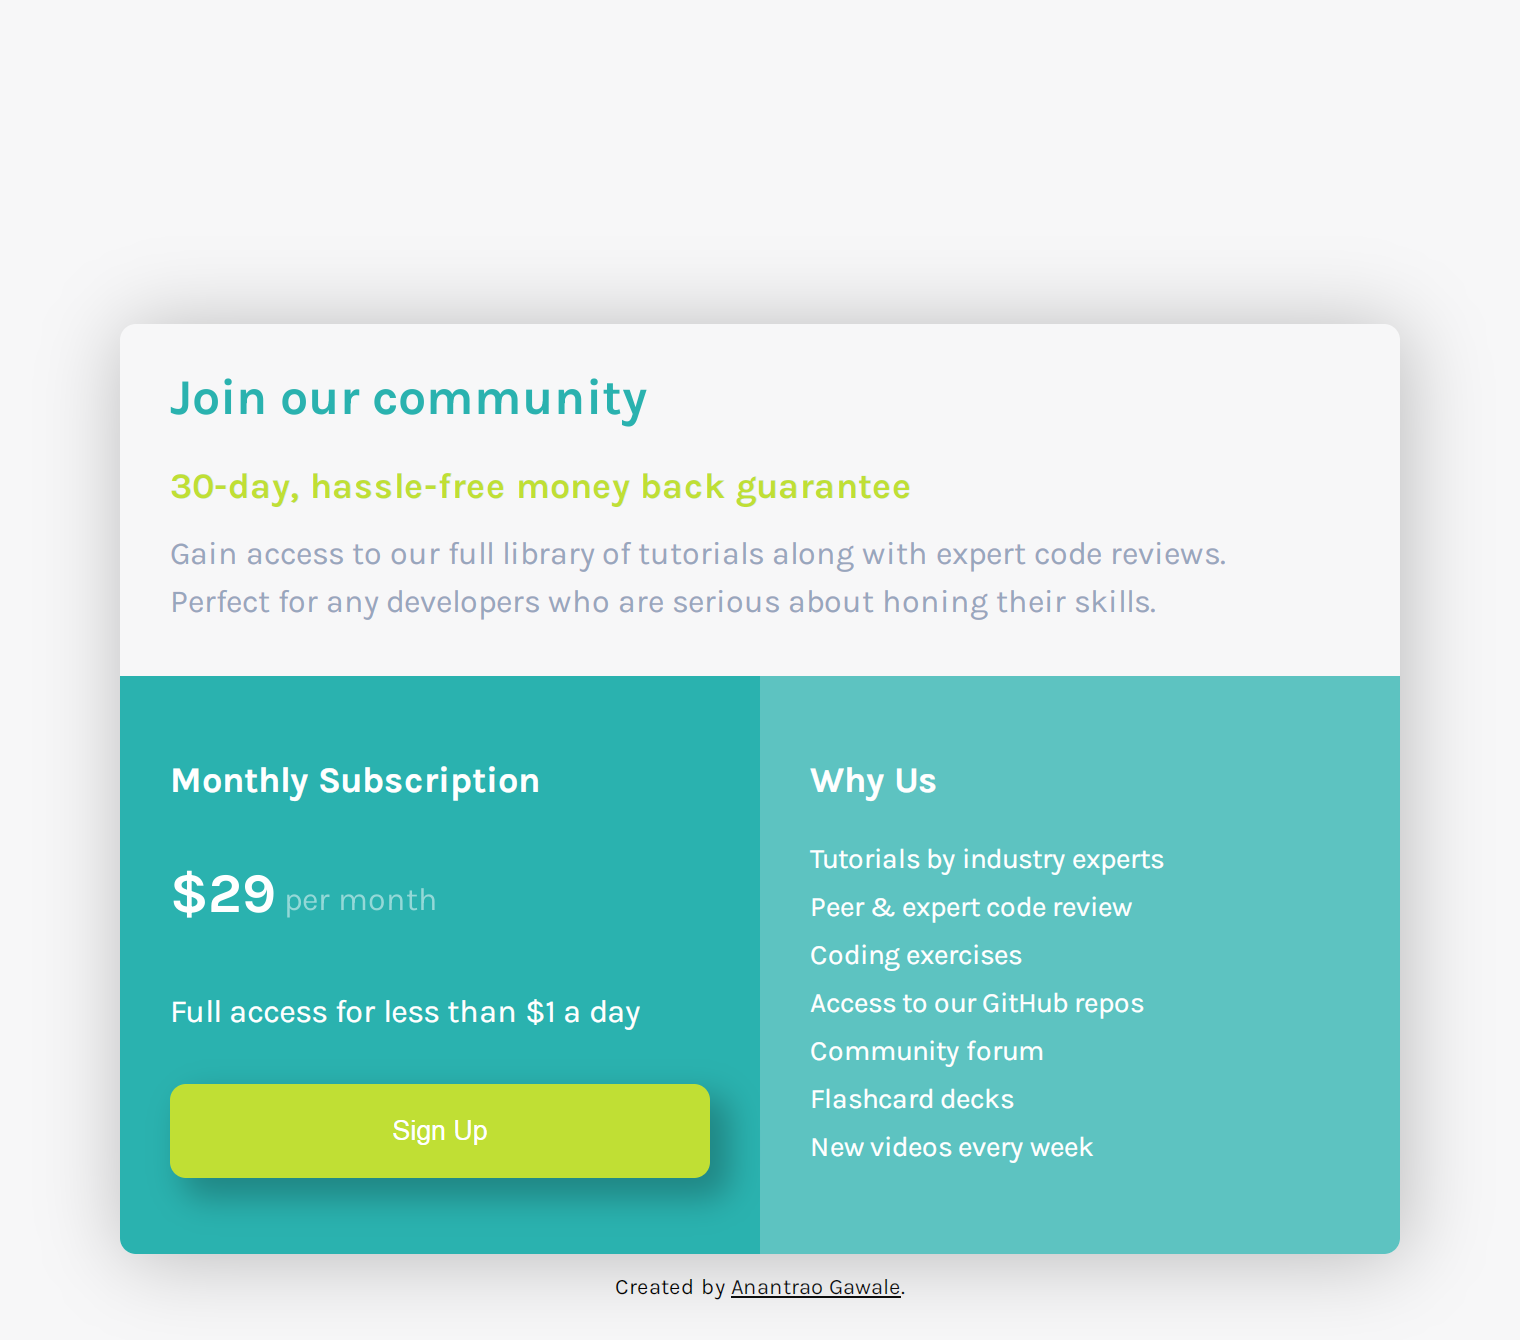 Join our community
30-day, hassle-free money back guarantee
Gain access to our full library of tutorials along with expert code reviews.
Perfect for any developers who are serious about honing their skills.
Monthly Subscription
$29 per month
Full access for less than $1 a day
Sign Up
Why Us
Tutorials by industry experts
Peer & expert code review
Coding exercises
Access to our GitHub repos
Community forum
Flashcard decks
New videos every week
Created by Anantrao Gawale.